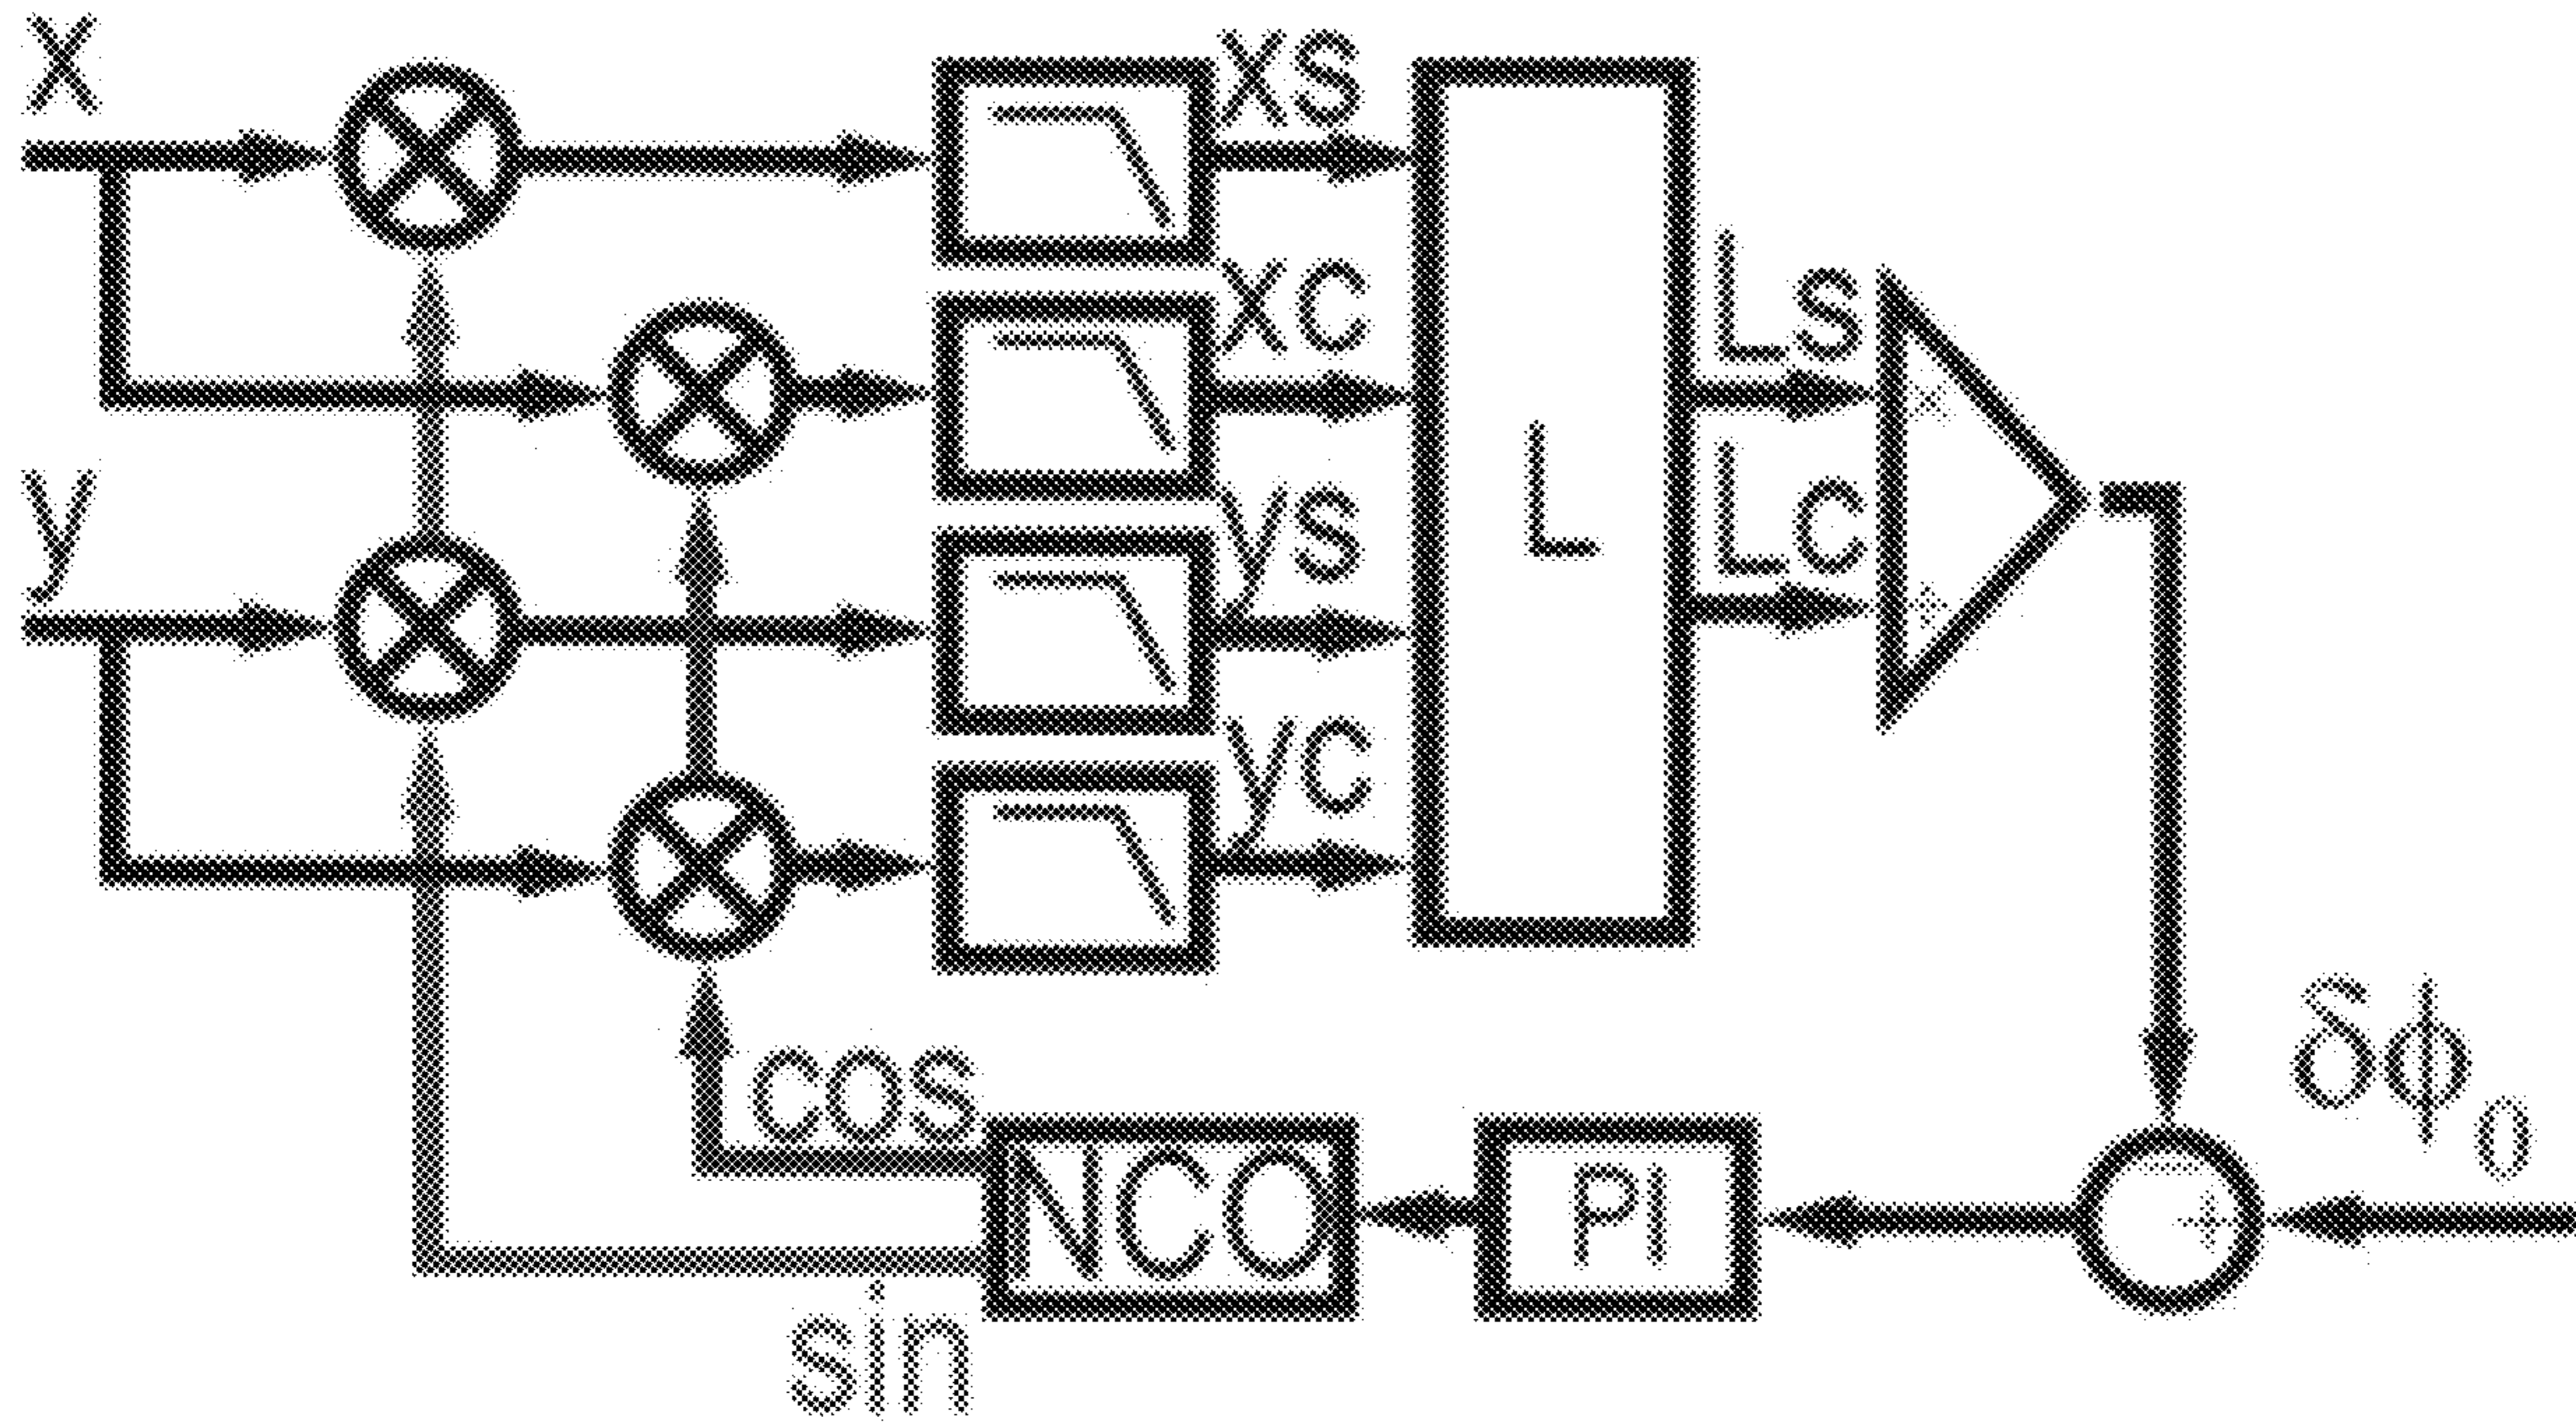 x
xs
xc
Ls
y
ys
L
Lc
yc
cos
δϕ0
NCO
PI
+
sin